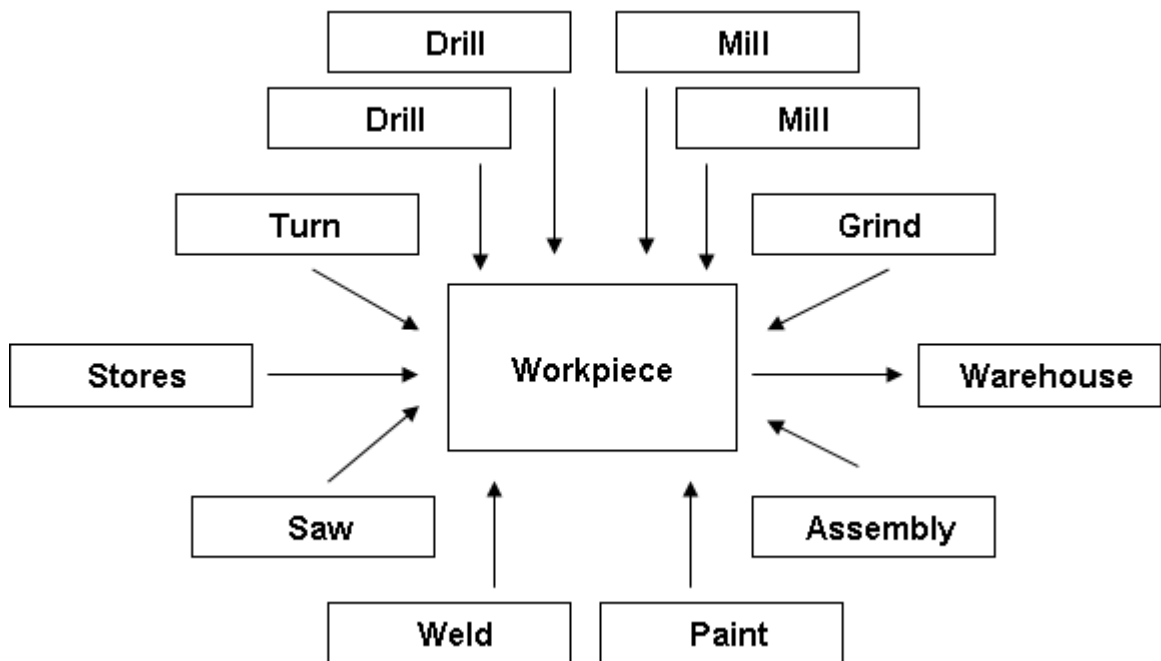 Drill
Mill
Drill
Mill
Turn
Grind
Stores
Workpiece
Warehouse
Saw
Assembly
Weld
Paint